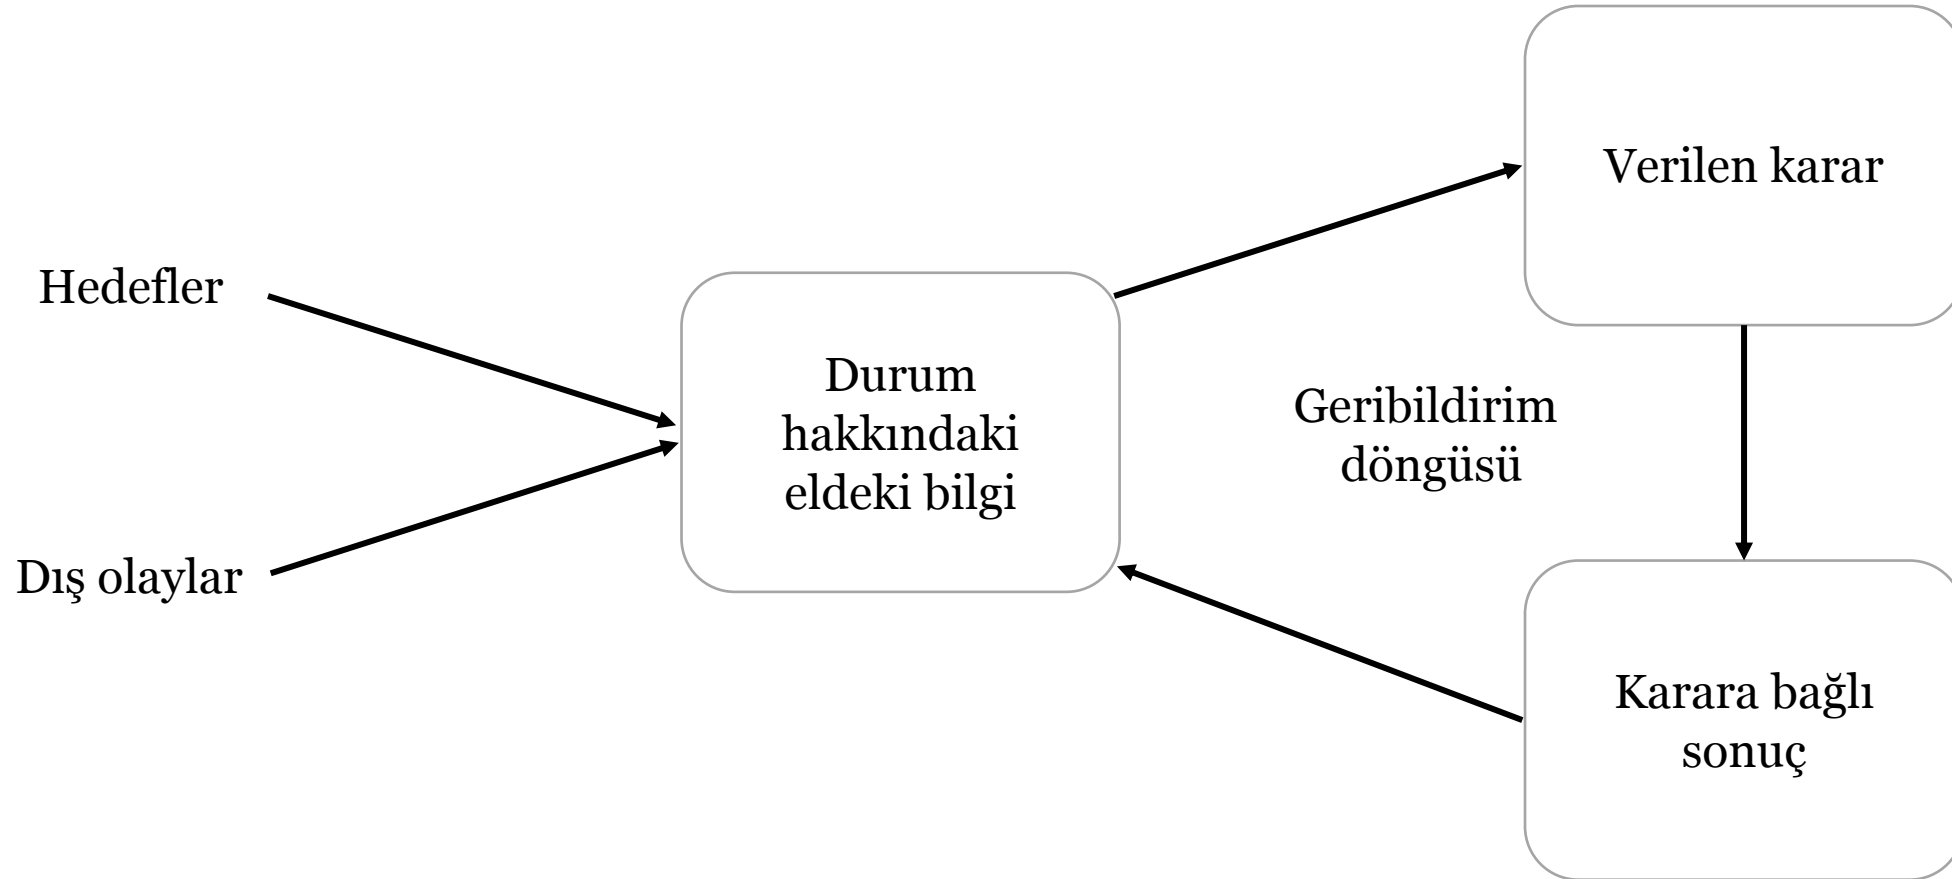 Verilen karar
Hedefler
Durum
hakkındaki
eldeki bilgi
Geribildirim
döngüsü
Dış olaylar
Karara bağlı
sonuç